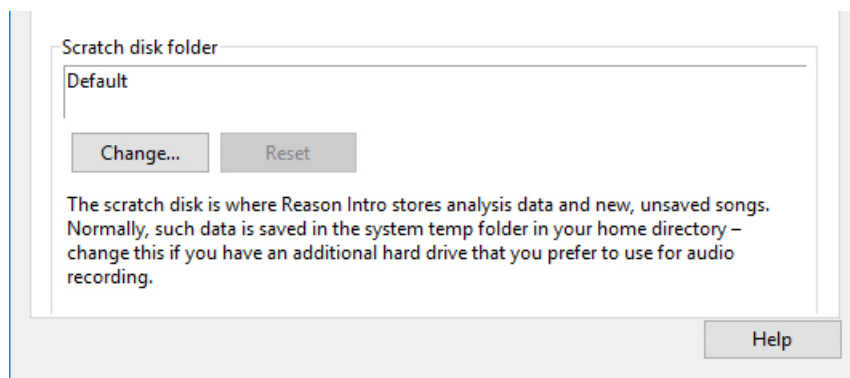 Scratch disk folder
Default
Change...
Reset
The scratch disk is where Reason Intro stores analysis data and new, unsaved songs.
Normally, such data is saved in the system temp folder in your home directory –
change this if you have an additional hard drive that you prefer to use for audio
recording.
Help